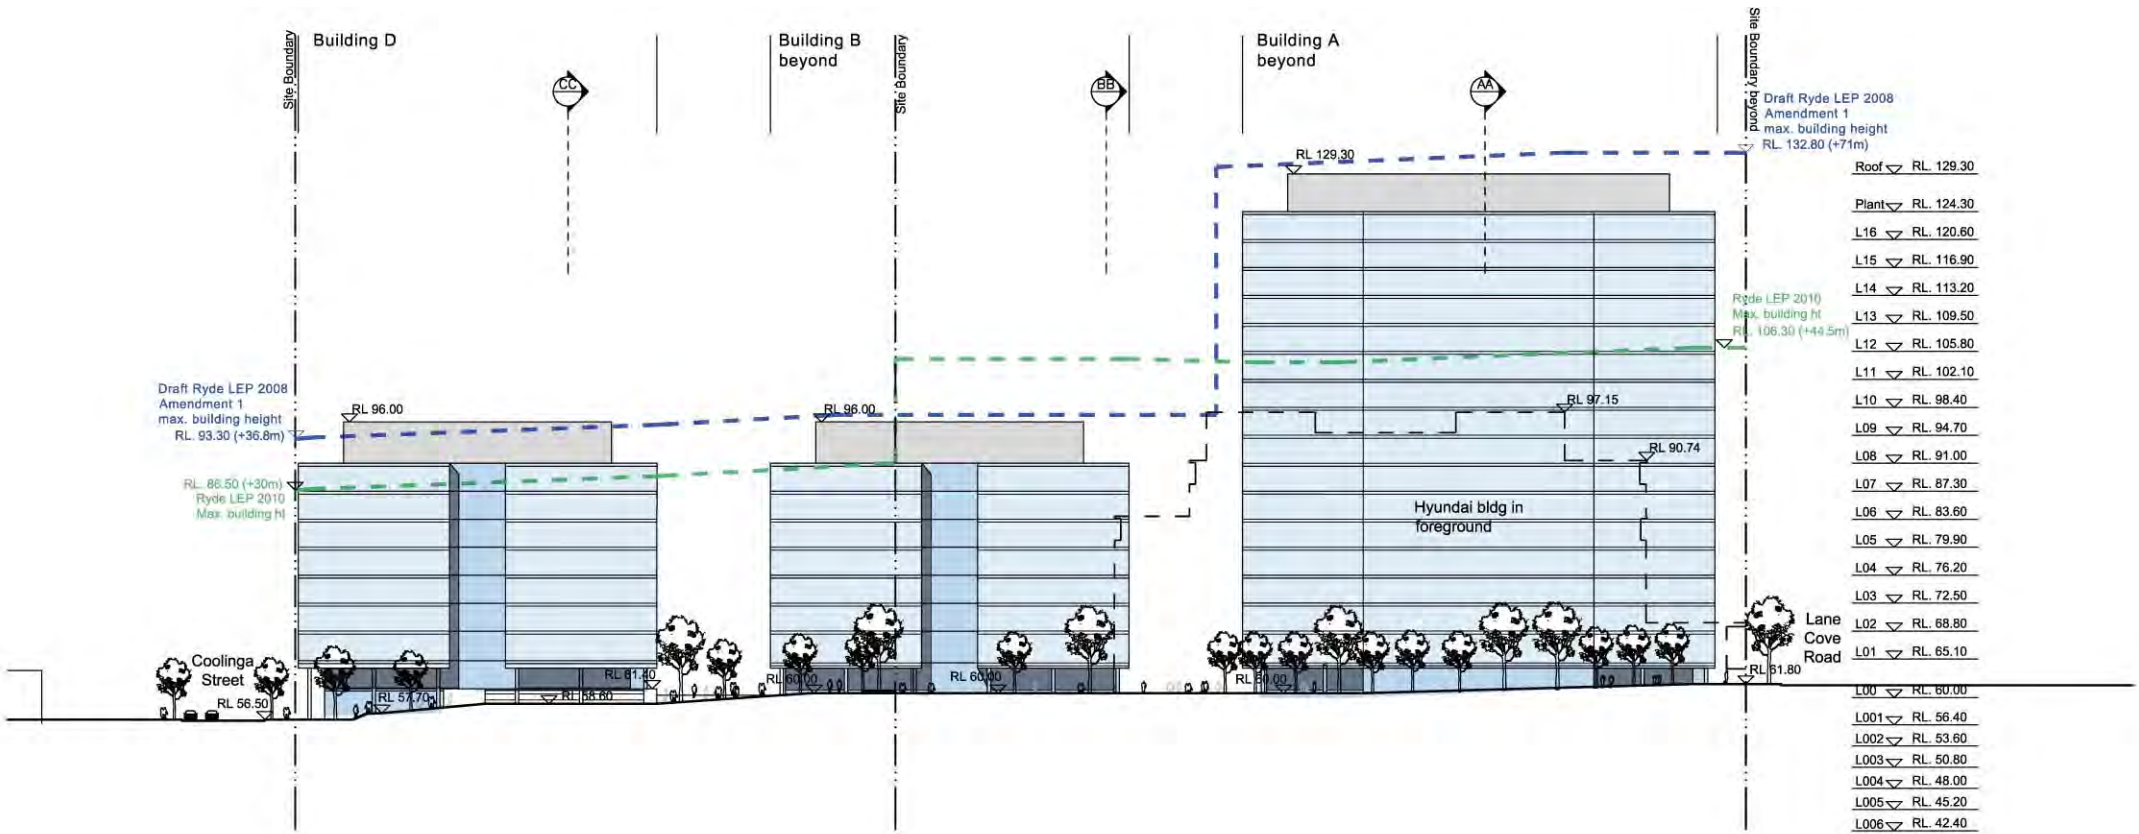 Building D
Building B
beyond
Building A
beyond
Site Boundary
Site Boundary
Site Boundary beyond
CC
BB
AA
Draft Ryde LEP 2008
Amendment 1
max. building height
RL. 132.80 (+71m)
RL 129.30
Ryde LEP 2010
Max. building ht
RL. 106.30 (+44.5m)
Draft Ryde LEP 2008
Amendment 1
max. building height
RL. 93.30 (+36.8m)
RL 96.00
RL 96.00
RL 97.15
RL 90.74
RL. 86.50 (+30m)
Ryde LEP 2010
Max. building ht
Hyundai bldg in
foreground
Coolinga
Street
RL 56.50
RL 57.70
RL 58.60
RL 61.40
RL 60.00
RL 60.00
RL 60.00
RL 61.80
Lane
Cove
Road
Roof RL. 129.30
Plant RL. 124.30
L16 RL. 120.60
L15 RL. 116.90
L14 RL. 113.20
L13 RL. 109.50
L12 RL. 105.80
L11 RL. 102.10
L10 RL. 98.40
L09 RL. 94.70
L08 RL. 91.00
L07 RL. 87.30
L06 RL. 83.60
L05 RL. 79.90
L04 RL. 76.20
L03 RL. 72.50
L02 RL. 68.80
L01 RL. 65.10
L00 RL. 60.00
L001 RL. 56.40
L002 RL. 53.60
L003 RL. 50.80
L004 RL. 48.00
L005 RL. 45.20
L006 RL. 42.40